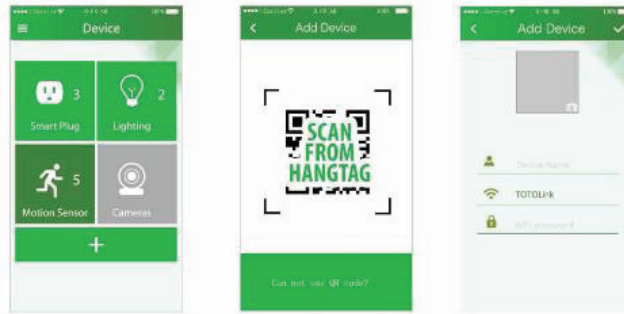 Device
3
2
Smart Plug
Lighting
5
Motion Sensor
Cameras
+
Add Device
SCAN
FROM
HANGTAG
Can not use QR code?
Add Device
Device Name
TOTOLink
WiFi password